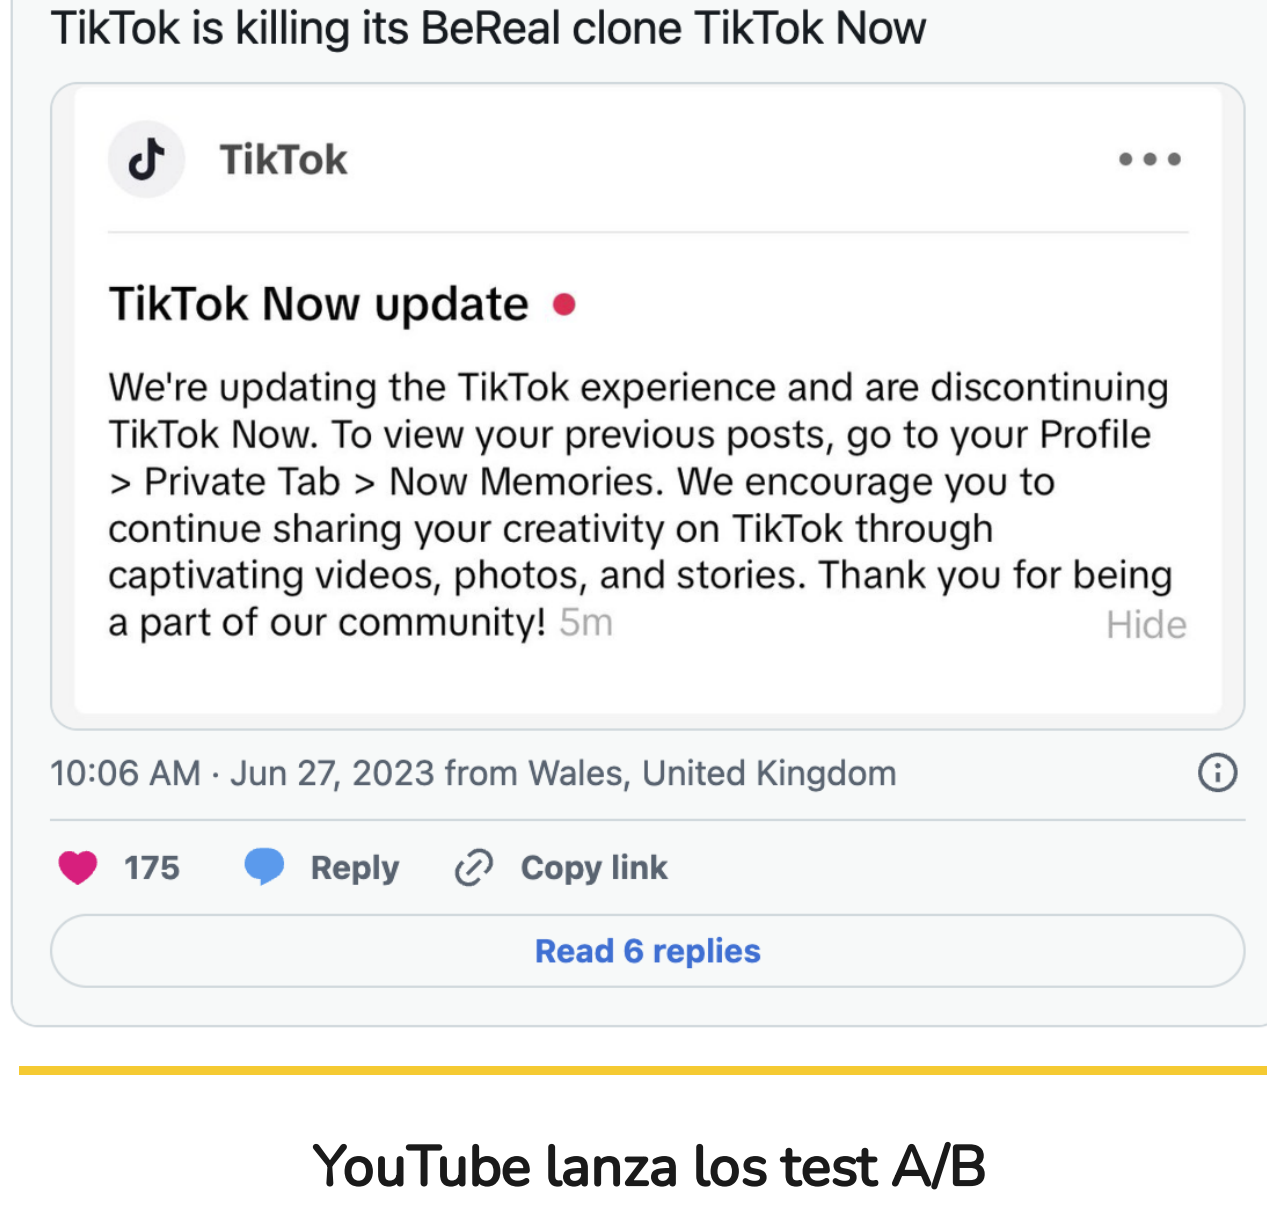 TikTok is killing its BeReal clone TikTok Now
TikTok
TikTok Now update
We're updating the TikTok experience and are discontinuing
TikTok Now. To view your previous posts, go to your Profile
> Private Tab > Now Memories. We encourage you to
continue sharing your creativity on TikTok through
captivating videos, photos, and stories. Thank you for being
a part of our community! 5m Hide
10:06 AM · Jun 27, 2023 from Wales, United Kingdom
175 Reply Copy link
Read 6 replies
YouTube lanza los test A/B